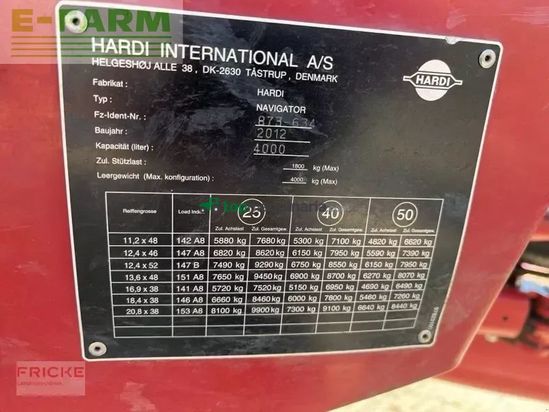 E-FARM
www.e-farm.com
HARDI INTERNATIONAL A/S
HELGESHØJ ALLE 38, DK-2630 TÅSTRUP, DENMARK
HARDI
Fabrikat: HARDI
Typ: NAVIGATOR
Fz-Ident-Nr.: 873-634
Baujahr: 2012
Kapazität (liter): 4000
Zul. Stützlast: 1800 kg (Max)
Leergewicht (Max. konfiguration): 4000 kg (Max)
Reiffengrosse Load Ind. 25 40 50
Zul. Achslast Zul. Gesamtgew. Zul. Achslast Zul. Gesamtgew. Zul. Achslast Zul. Gesamtgew.
11,2 x 48 142 A8 5880 kg 7680 kg 5300 kg 7100 kg 4820 kg 6620 kg
12,4 x 46 147 A8 6820 kg 8620 kg 6150 kg 7950 kg 5590 kg 7390 kg
12,4 x 52 147 B 7490 kg 9290 kg 6750 kg 8550 kg 6150 kg 7950 kg
13,6 x 48 151 A8 7650 kg 9450 kg 6900 kg 8700 kg 6270 kg 8070 kg
16,9 x 38 141 A8 5720 kg 7520 kg 5150 kg 6950 kg 4690 kg 6490 kg
18,4 x 38 146 A8 6660 kg 8460 kg 6000 kg 7800 kg 5460 kg 7260 kg
20,8 x 38 153 A8 8100 kg 9900 kg 7300 kg 9100 kg 6640 kg 8440 kg
FRICKE
LANDMASCHINEN